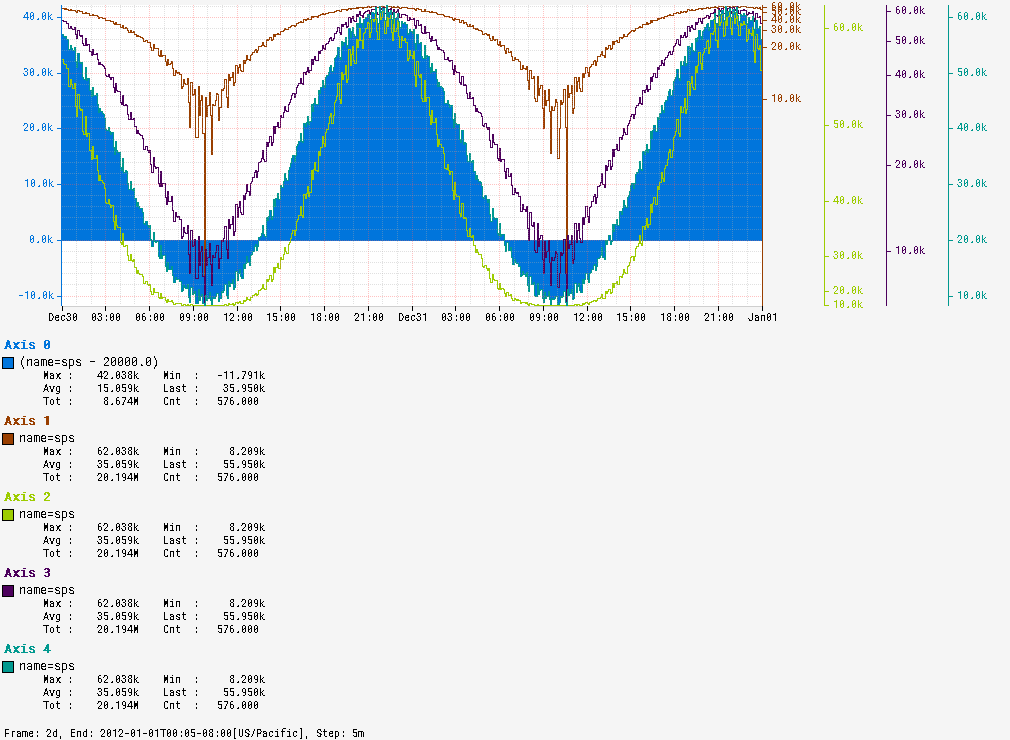 40.0k
30.0k
20.0k
10.0k
0.0k
-10.0k
60.0k
50.0k
40.0k
30.0k
20.0k
10.0k
60.0k
50.0k
40.0k
30.0k
20.0k
10.0k
60.0k
50.0k
40.0k
30.0k
20.0k
10.0k
60.0k
50.0k
40.0k
30.0k
20.0k
10.0k
Dec30 03:00 06:00 09:00 12:00 15:00 18:00 21:00 Dec31 03:00 06:00 09:00 12:00 15:00 18:00 21:00 Jan01
Axis 0
(name=sps - 20000.0)
Max : 42.038k Min : -11.791k
Avg : 15.059k Last : 35.950k
Tot : 8.674M Cnt : 576.000
Axis 1
name=sps
Max : 62.038k Min : 8.209k
Avg : 35.059k Last : 55.950k
Tot : 20.194M Cnt : 576.000
Axis 2
name=sps
Max : 62.038k Min : 8.209k
Avg : 35.059k Last : 55.950k
Tot : 20.194M Cnt : 576.000
Axis 3
name=sps
Max : 62.038k Min : 8.209k
Avg : 35.059k Last : 55.950k
Tot : 20.194M Cnt : 576.000
Axis 4
name=sps
Max : 62.038k Min : 8.209k
Avg : 35.059k Last : 55.950k
Tot : 20.194M Cnt : 576.000
Frame: 2d, End: 2012-01-01T00:05-08:00[US/Pacific], Step: 5m